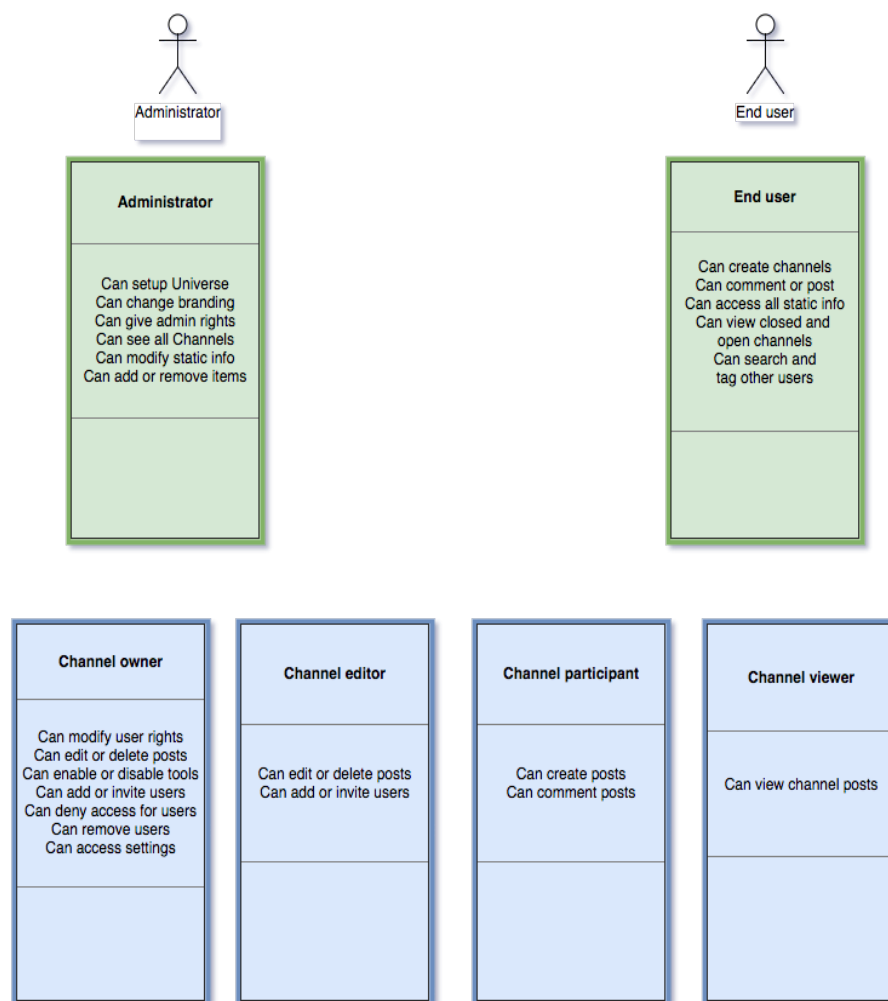 Administrator
End user
Administrator
Can setup Universe
Can change branding
Can give admin rights
Can see all Channels
Can modify static info
Can add or remove items
End user
Can create channels
Can comment or post
Can access all static info
Can view closed and
open channels
Can search and
tag other users
Channel owner
Can modify user rights
Can edit or delete posts
Can enable or disable tools
Can add or invite users
Can deny access for users
Can remove users
Can access settings
Channel editor
Can edit or delete posts
Can add or invite users
Channel participant
Can create posts
Can comment posts
Channel viewer
Can view channel posts